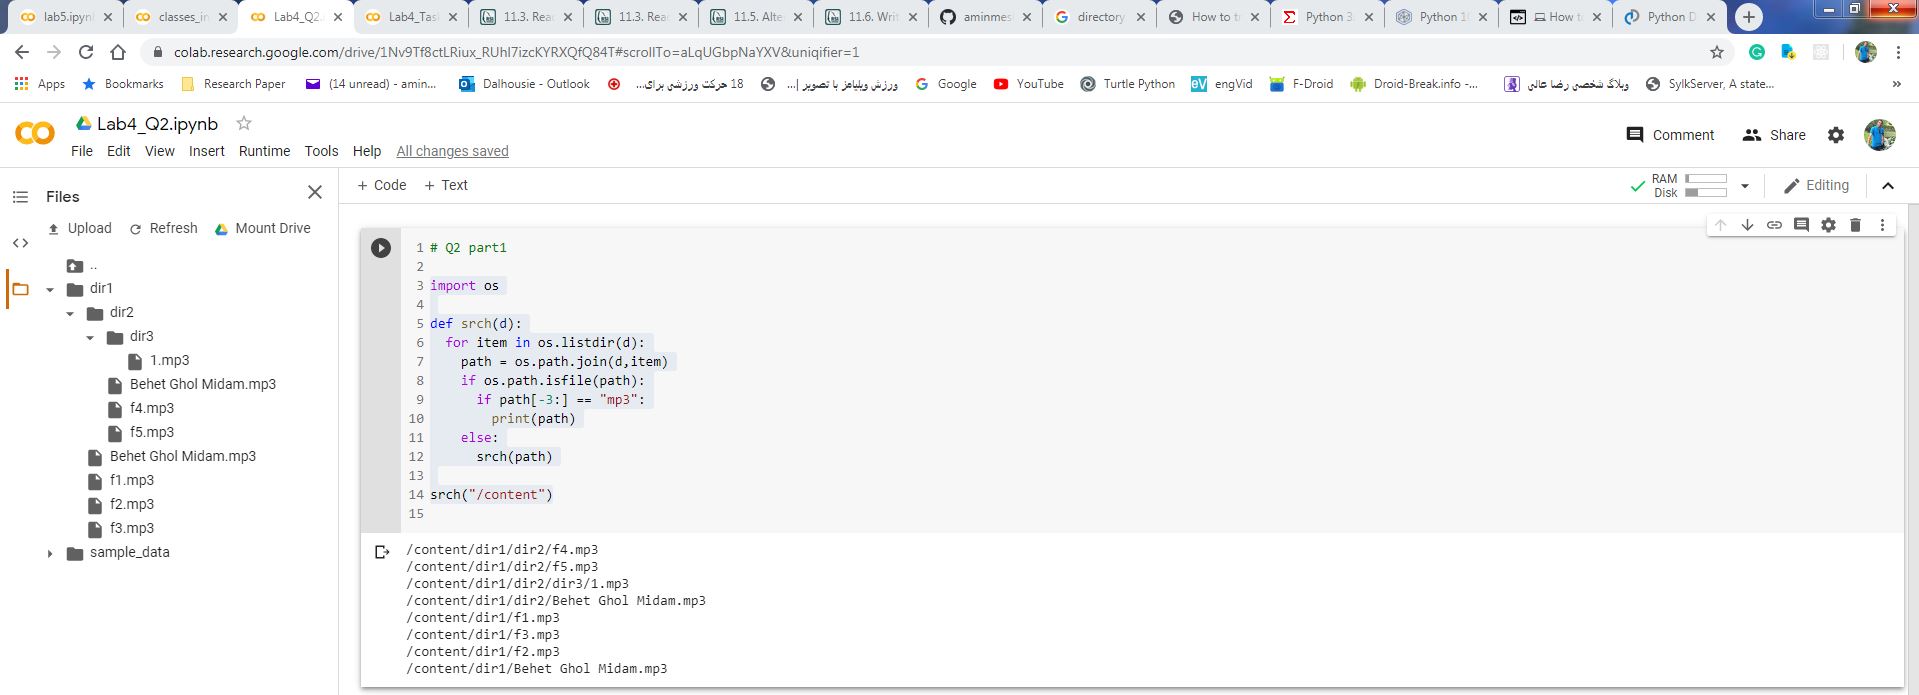 lab5.ipynl
classes_in
Lab4_Q2.
Lab4_Tas
11.3. Rea
11.3. Rea
11.5. Alte
11.6. Writ
aminmes
directory
How to tr
Python 3.
Python 1
How to
Python D
colab.research.google.com/drive/1Nv9Tf8ctLRiux_RUhI7izcKYRXQfQ84T#scrollTo=aLqUGbpNaYXV&uniqifier=1
Apps
Bookmarks
Research Paper
(14 unread) - amin...
Dalhousie - Outlook
18 حرکت ورزشی برای...
ورزش ویلیامز با تصویر |...
Google
YouTube
Turtle Python
engVid
F-Droid
Droid-Break.info -...
وبلاگ شخصی رضا عالی
SylkServer, A state...
»
CO
Lab4_Q2.ipynb
File Edit View Insert Runtime Tools Help All changes saved
Comment
Share
Files
Upload Refresh Mount Drive
..
dir1
dir2
dir3
1.mp3
Behet Ghol Midam.mp3
f4.mp3
f5.mp3
Behet Ghol Midam.mp3
f1.mp3
f2.mp3
f3.mp3
sample_data
+ Code + Text
RAM
Disk
Editing
1 # Q2 part1
2
3 import os
4
5 def srch(d):
6   for item in os.listdir(d):
7     path = os.path.join(d,item)
8     if os.path.isfile(path):
9       if path[-3:] == "mp3":
10         print(path)
11     else:
12       srch(path)
13
14 srch("/content")
15
/content/dir1/dir2/f4.mp3
/content/dir1/dir2/f5.mp3
/content/dir1/dir2/dir3/1.mp3
/content/dir1/dir2/Behet Ghol Midam.mp3
/content/dir1/f1.mp3
/content/dir1/f3.mp3
/content/dir1/f2.mp3
/content/dir1/Behet Ghol Midam.mp3